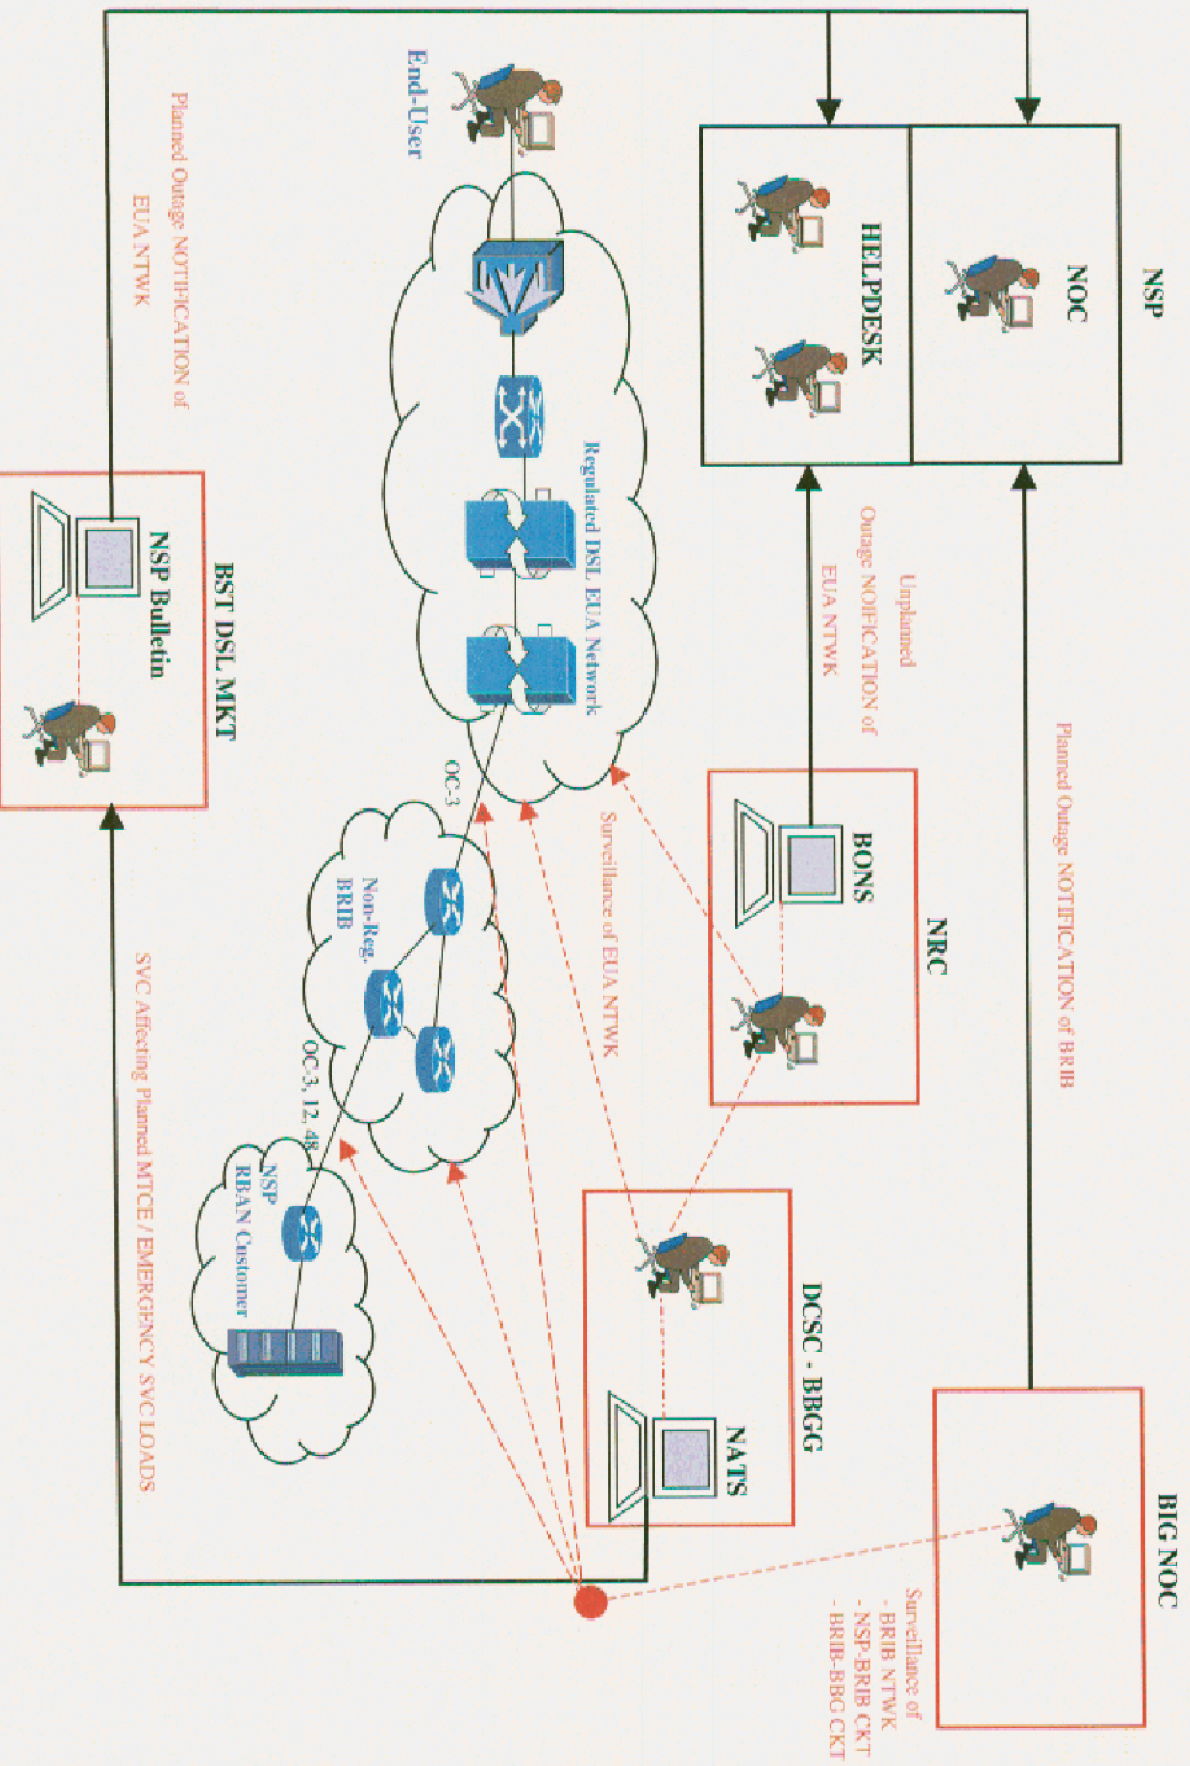 NSP
NOC
HELPDESK
BIG NOC
Planned Outage NOTIFICATION of BRIB
Surveillance of
- BRIB NTWK
- NSP-BRIB CKT
- BRIB-BBG CKT
NRC
BONS
Unplanned
Outage NOIFICATION of
EUA NTWK
DCSC - BBGG
NATS
Surveillance of EUA NTWK
Regulated DSL EUA Network
End-User
OC-3
Non-Reg.
BRIB
OC-3, 12, 48
NSP
RBAN Customer
BST DSL MKT
NSP Bulletin
Planned Outage NOTIFICATION of
EUA NTWK
SVC Affecting Planned MTCE / EMERGENCY SVC LOADS